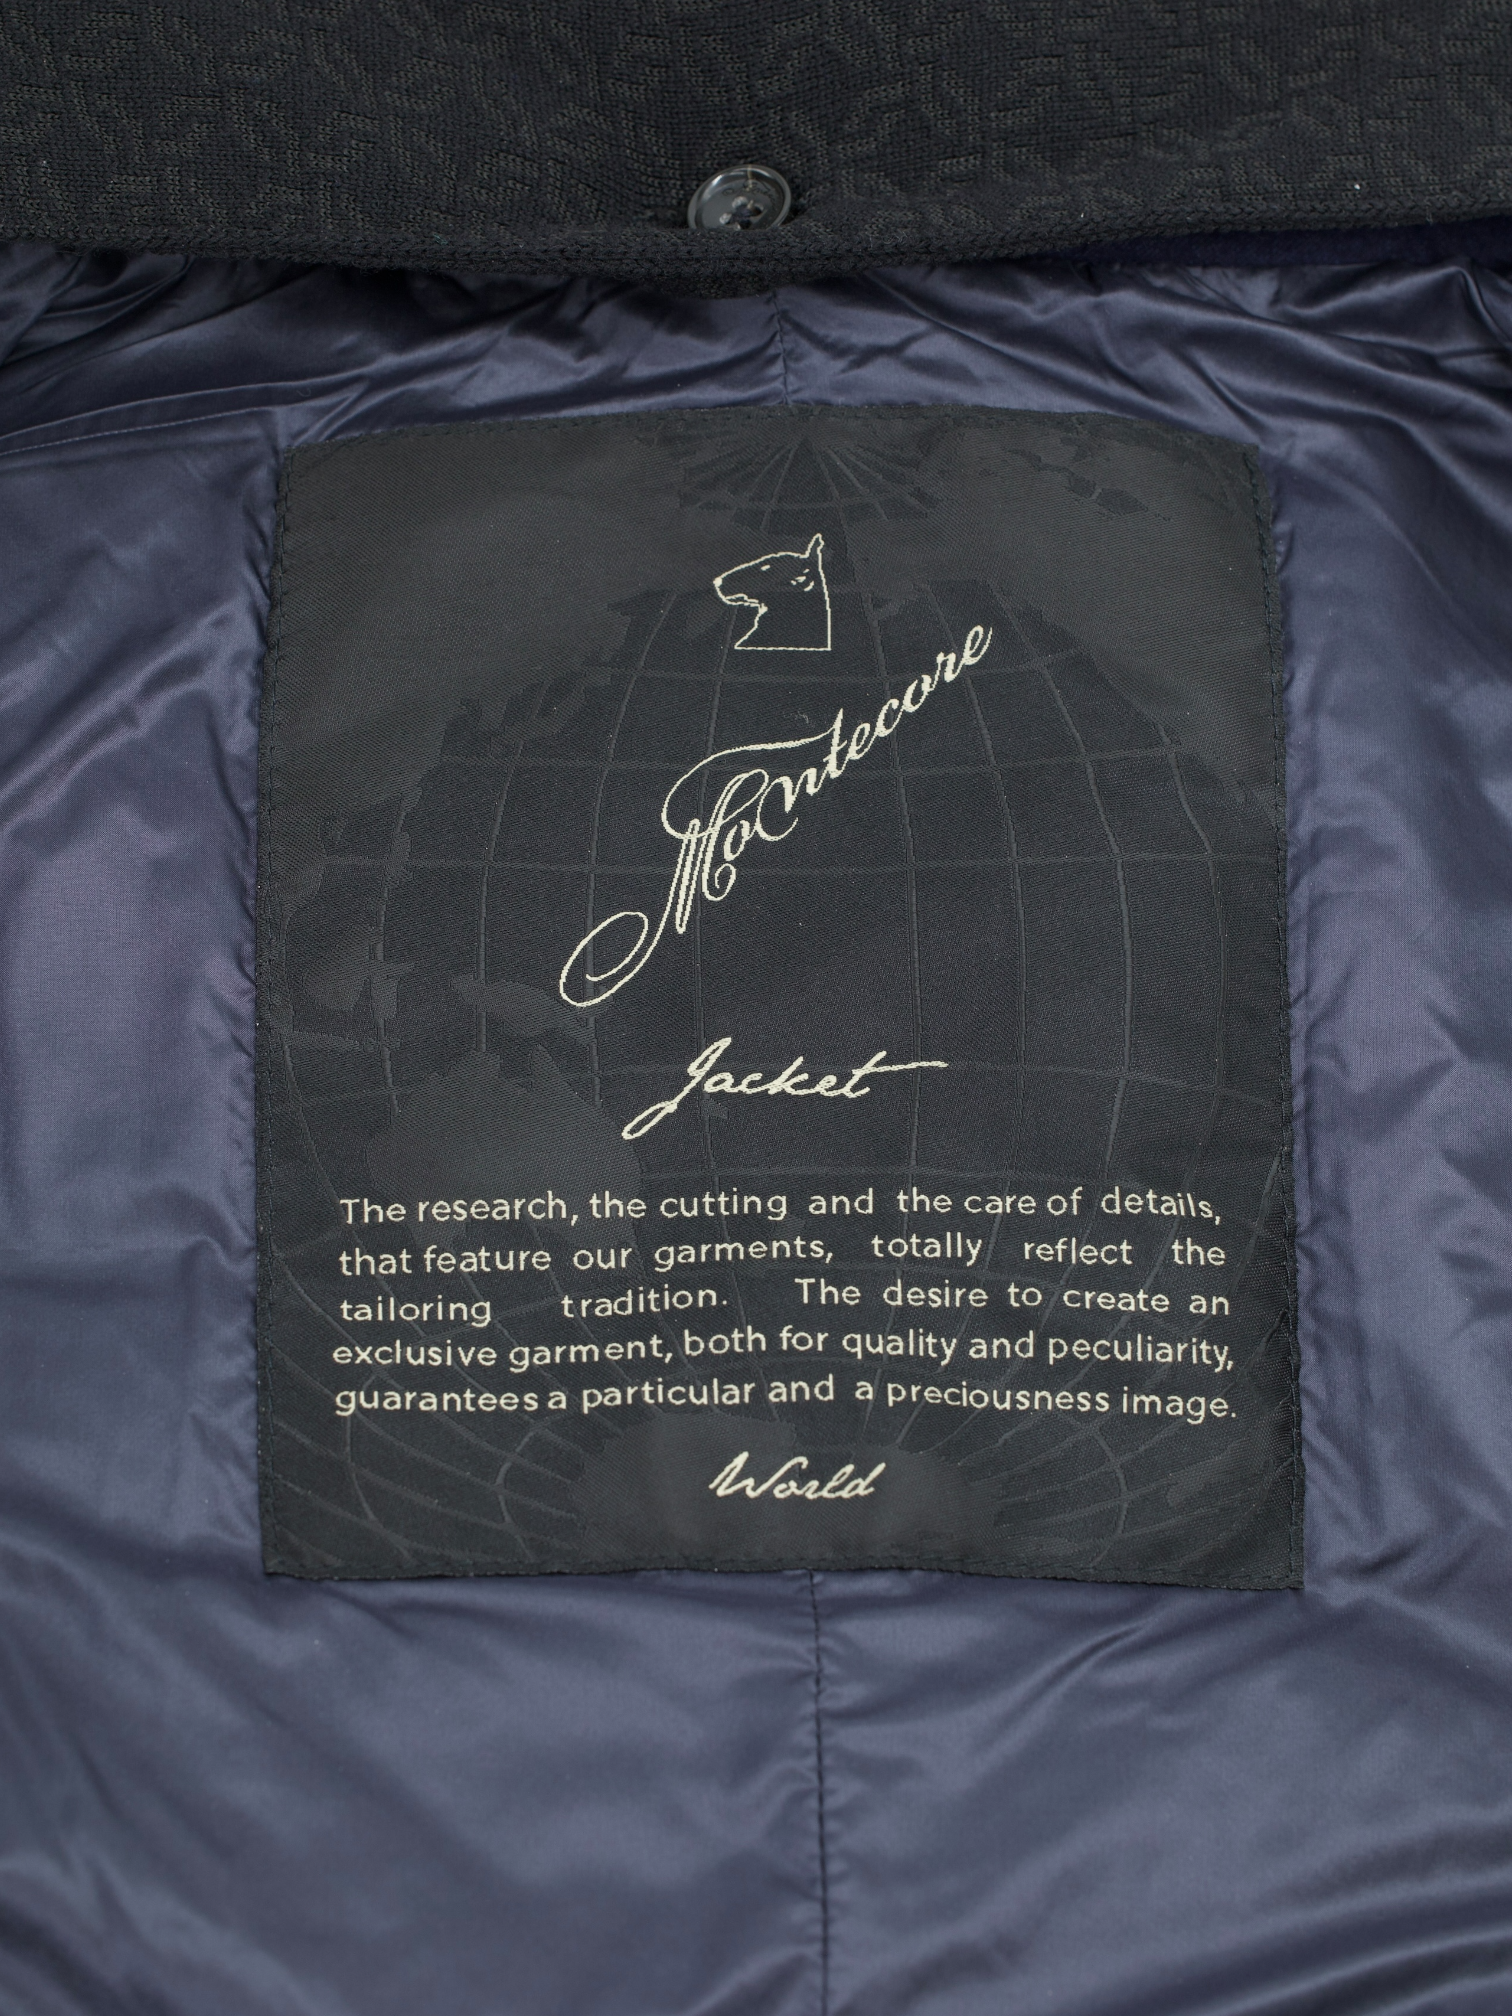 Montecore
Jacket
The research, the cutting and the care of details,
that feature our garments, totally reflect the
tailoring tradition. The desire to create an
exclusive garment, both for quality and peculiarity,
guarantees a particular and a preciousness image.
World